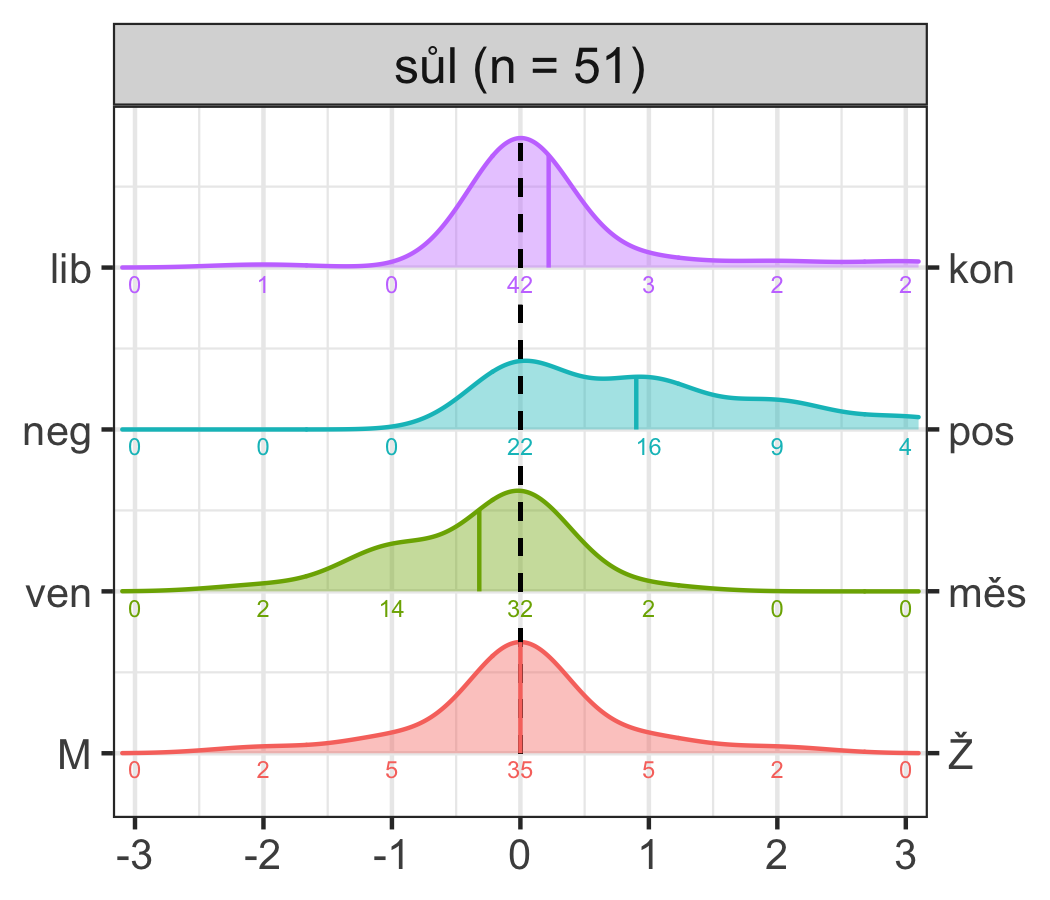 sůl (n = 51)
lib kon
0 1 0 42 3 2 2
neg pos
0 0 0 22 16 9 4
ven měs
0 2 14 32 2 0 0
M Ž
0 2 5 35 5 2 0
-3 -2 -1 0 1 2 3